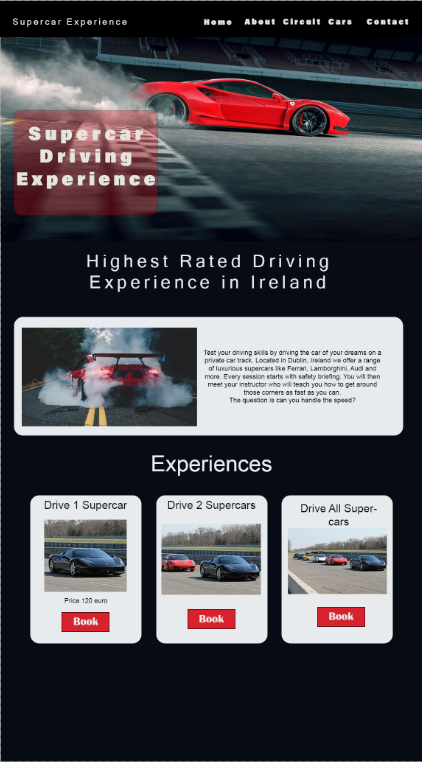 Supercar Experience
Home About Circuit Cars Contact
Supercar
Driving
Experience
Highest Rated Driving
Experience in Ireland
Test your driving skills by driving the car of your dreams on a
private car track. Located in Dublin, Ireland we offer a range
of luxurious supercars like Ferrari, Lamborghini, Audi and
more. Every session starts with safety briefing. You will then
meet your instructor who will teach you how to get around
those corners as fast as you can.
The question is can you handle the speed?
Experiences
Drive 1 Supercar
Price 120 euro
Book
Drive 2 Supercars
Book
Drive All Super-
cars
Book